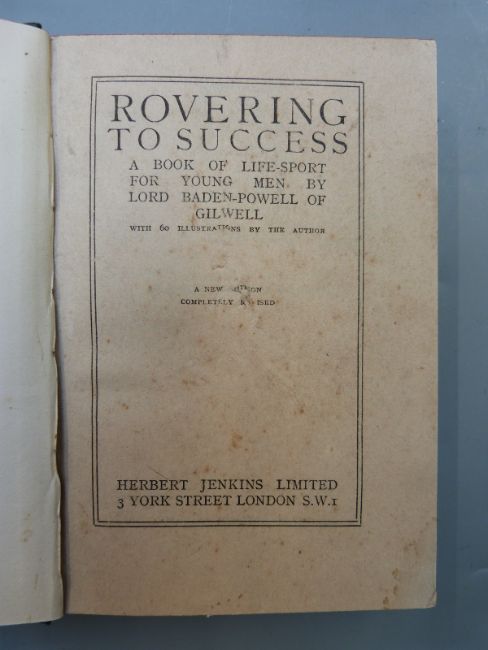 ROVERING
TO SUCCESS
A BOOK OF LIFE-SPORT
FOR YOUNG MEN BY
LORD BADEN-POWELL OF
GILWELL
WITH 60 ILLUSTRATIONS BY THE AUTHOR
A NEW
COMPLETELY
HERBERT JENKINS LIMITED
3 YORK STREET LONDON S.W.1